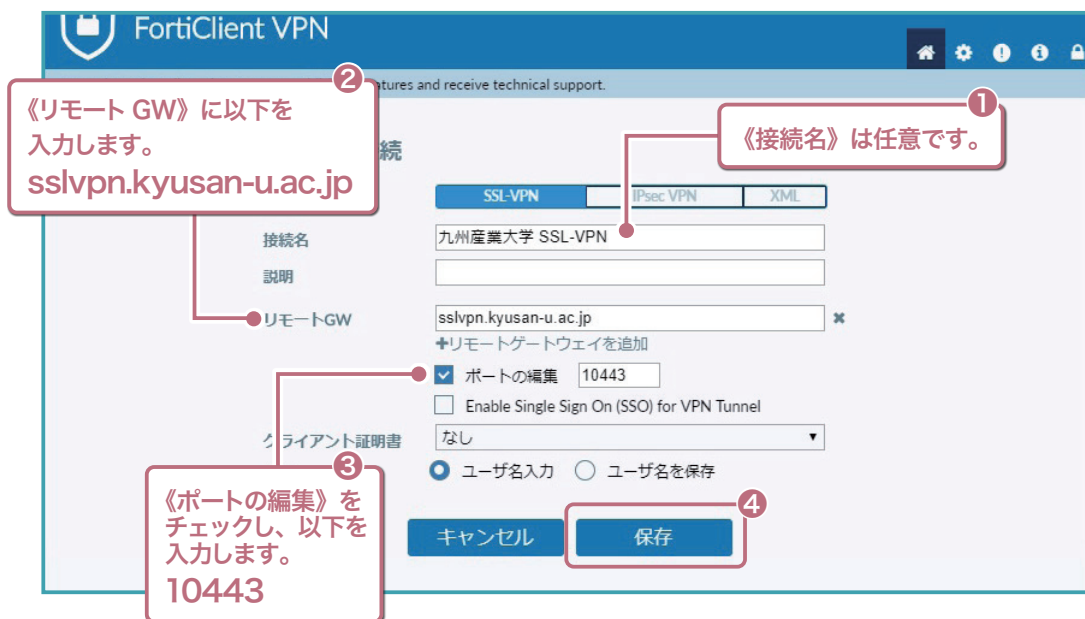 FortiClient VPN
atures and receive technical support.
❷
《リモート GW》に以下を
入力します。
sslvpn.kyusan-u.ac.jp
❶
《接続名》は任意です。
続
SSL-VPN IPsec VPN XML
接続名 九州産業大学 SSL-VPN
説明
リモートGW sslvpn.kyusan-u.ac.jp ✖
✚リモートゲートウェイを追加
ポートの編集 10443
Enable Single Sign On (SSO) for VPN Tunnel
クライアント証明書 なし ▼
ユーザ名入力 ユーザ名を保存
❸
《ポートの編集》を
チェックし、以下を
入力します。
10443
❹
キャンセル 保存